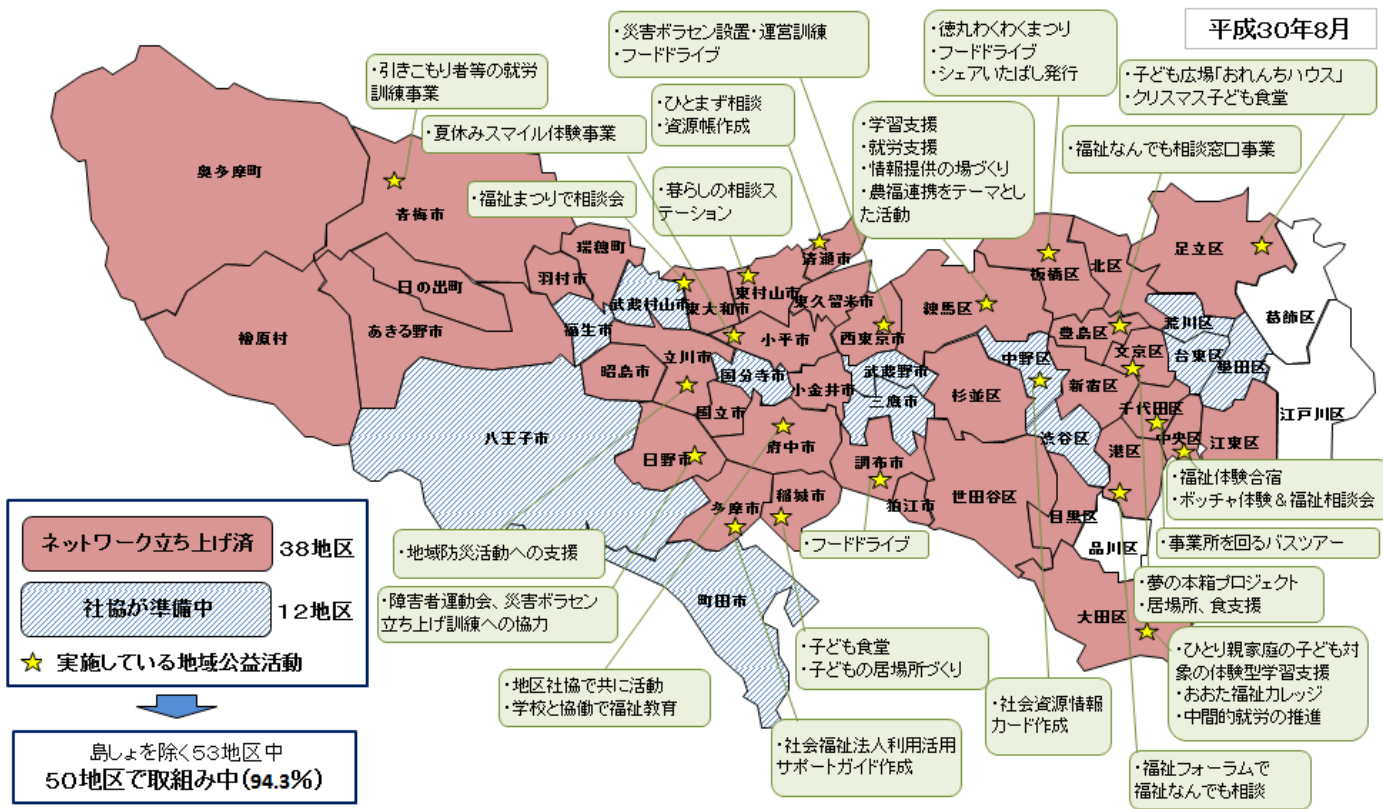 平成30年8月
・災害ボラセン設置・運営訓練
・フードドライブ
・徳丸わくわくまつり
・フードドライブ
・シェアいたばし発行
・引きこもり者等の就労
訓練事業
・子ども広場「おれんちハウス」
・クリスマス子ども食堂
・ひとまず相談
・資源帳作成
・夏休みスマイル体験事業
・学習支援
・就労支援
・情報提供の場づくり
・農福連携をテーマとし
た活動
・福祉なんでも相談窓口事業
・福祉まつりで相談会
・暮らしの相談ス
テーション
奥多摩町
青梅市
瑞穂町
羽村市
日の出町
あきる野市
檜原村
武蔵村山市
東大和市
東村山市
清瀬市
東久留米市
福生市
昭島市
立川市
小平市
西東京市
国分寺市
小金井市
武蔵野市
三鷹市
国立市
府中市
日野市
八王子市
多摩市
稲城市
調布市
狛江市
町田市
練馬区
板橋区
北区
足立区
葛飾区
豊島区
文京区
荒川区
台東区
墨田区
中野区
杉並区
新宿区
千代田区
中央区
江東区
江戸川区
渋谷区
港区
世田谷区
目黒区
品川区
大田区
・福祉体験合宿
・ボッチャ体験&福祉相談会
・事業所を回るバスツアー
・夢の本箱プロジェクト
・居場所、食支援
・ひとり親家庭の子ども対
象の体験型学習支援
・おおた福祉カレッジ
・中間的就労の推進
・福祉フォーラムで
福祉なんでも相談
・フードドライブ
・地域防災活動への支援
・障害者運動会、災害ボラセン
立ち上げ訓練への協力
・地区社協で共に活動
・学校と協働で福祉教育
・子ども食堂
・子どもの居場所づくり
・社会福祉法人利用活用
サポートガイド作成
・社会資源情報
カード作成
ネットワーク立ち上げ済 38地区
社協が準備中 12地区
実施している地域公益活動
島しょを除く53地区中
50地区で取組み中(94.3%)